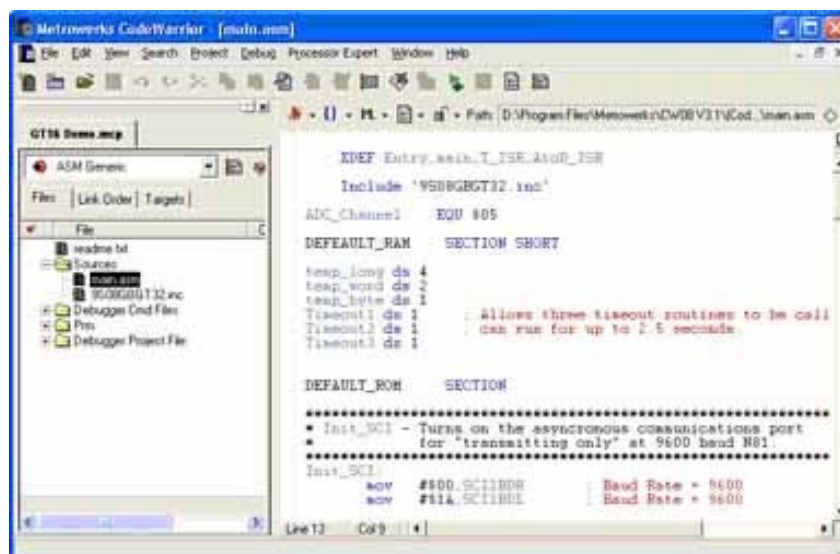 Metrowerks CodeWarrior - [main.asm]
File Edit View Search Project Debug Processor Expert Window Help
Path: D:\Program Files\Metrowerks\CW08 V3.1\Cod...\main.asm
GT16 Demo.mcp
ASM Generic
Files Link Order Targets
File
readme.txt
Sources
main.asm
9S08GBGT32.inc
Debugger Cmd Files
Prm
Debugger Project File
XDEF Entry,main,T_ISR,AtoD_ISR
Include '9S08GBGT32.inc'
ADC_Channel EQU $05
DEFEAULT_RAM SECTION SHORT
temp_long ds 4
temp_word ds 2
temp_byte ds 1
Timeout1 ds 1 ; Allows three timeout routines to be call
Timeout2 ds 1 ; can run for up to 2.5 seconds.
Timeout3 ds 1
DEFAULT_ROM SECTION
* Init_SCI - Turns on the asyncronous communications port
* for "transmitting only" at 9600 baud N81.
Init_SCI:
mov #$00,SCI1BDH ; Baud Rate = 9600
mov #$1A,SCI1BDL ; Baud Rate = 9600
Line 13 Col 9